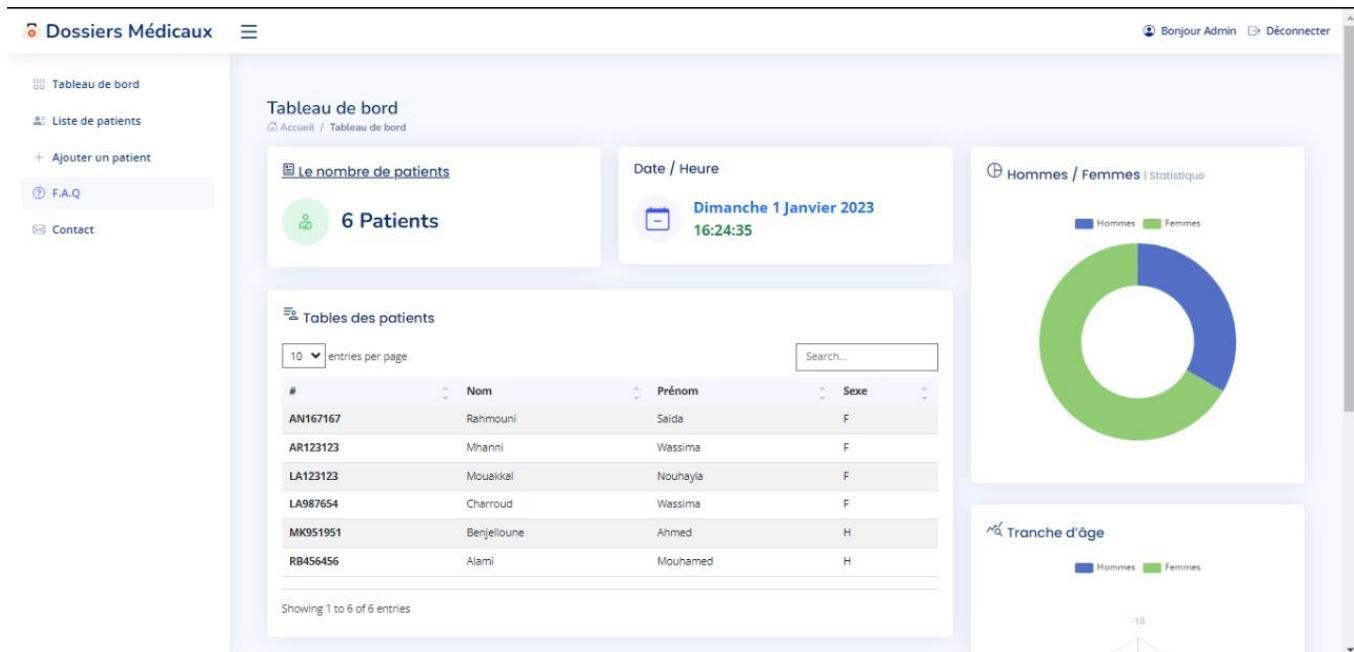 Dossiers Médicaux
Bonjour Admin Déconnecter
Tableau de bord
Liste de patients
Ajouter un patient
F.A.Q
Contact
Tableau de bord
Accueil / Tableau de bord
Le nombre de patients
6 Patients
Date / Heure
Dimanche 1 Janvier 2023
16:24:35
Hommes / Femmes | Statistique
Hommes Femmes
Tables des patients
10 entries per page
Search...
# Nom Prénom Sexe
AN167167 Rahmouni Saida F
AR123123 Mhanni Wassima F
LA123123 Mouakkal Nouhayla F
LA987654 Charroud Wassima F
MK951951 Benjelloune Ahmed H
RB456456 Alami Mouhamed H
Showing 1 to 6 of 6 entries
Tranche d'âge
Hommes Femmes
-18